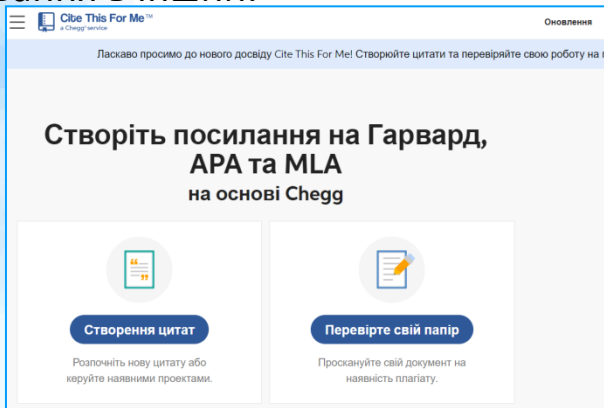 Cite This For Me™
a Chegg® service
Оновлення
Ласкаво просимо до нового досвіду Cite This For Me! Створюйте цитати та перевіряйте свою роботу на
Створіть посилання на Гарвард,
APA та MLA
на основі Chegg
Створення цитат
Перевірте свій папір
Розпочніть нову цитату або
Проскануйте свій документ на
керуйте наявними проектами.
наявність плагіату.